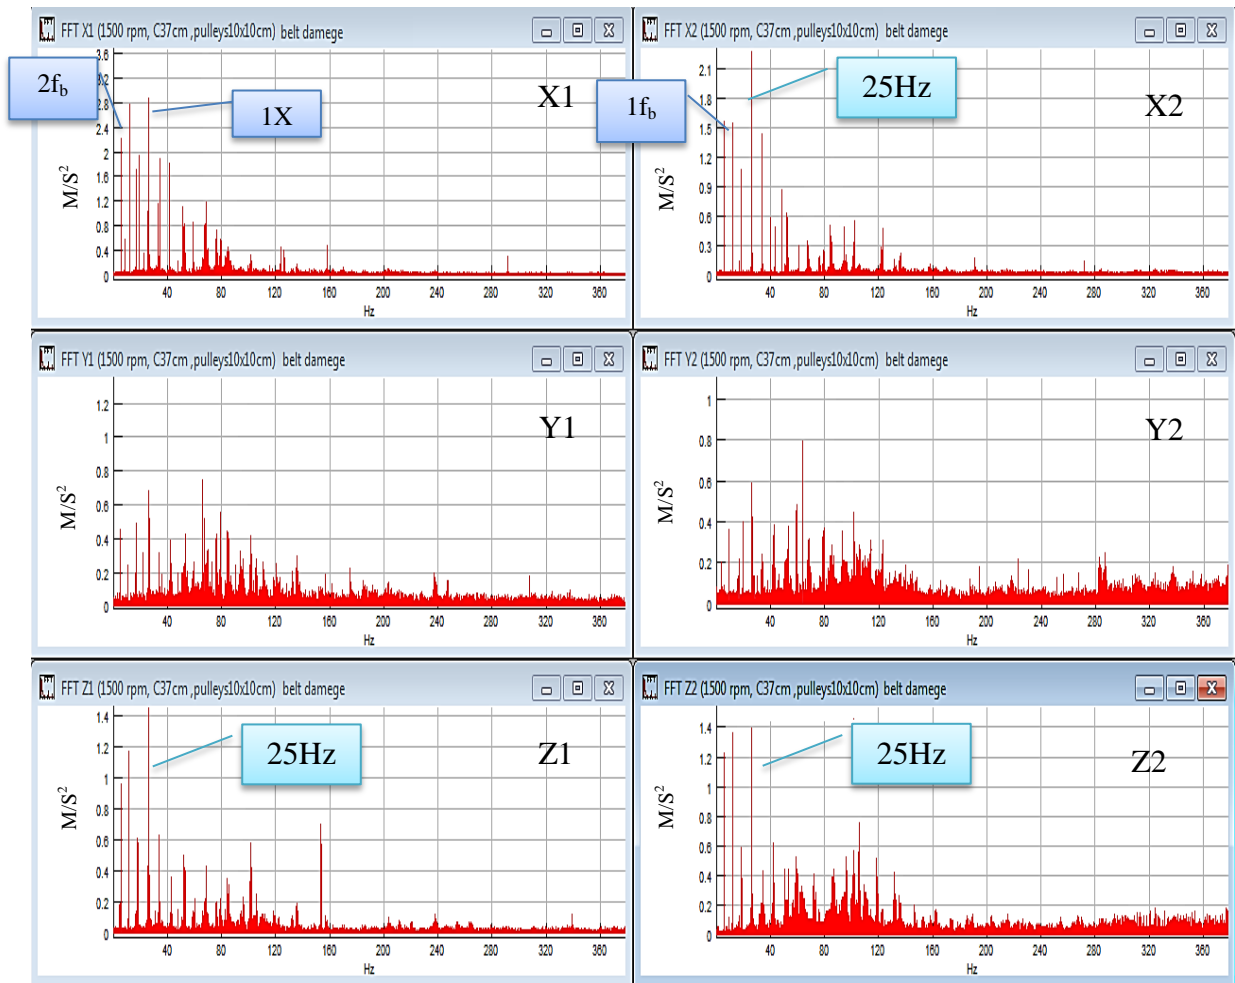 FFT X1 (1500 rpm, C37cm ,pulleys10x10cm) belt damege
3.6
3.2
2.8
2.4
2
1.6
1.2
0.8
0.4
0
M/S²
2fb
1X
X1
40 80 120 160 200 240 280 320 360
Hz
FFT X2 (1500 rpm, C37cm ,pulleys10x10cm) belt damege
2.1
1.8
1.5
1.2
0.9
0.6
0.3
0
M/S²
1fb
25Hz
X2
40 80 120 160 200 240 280 320 360
Hz
FFT Y1 (1500 rpm, C37cm ,pulleys10x10cm) belt damege
1.2
1
0.8
0.6
0.4
0.2
0
M/S²
Y1
40 80 120 160 200 240 280 320 360
Hz
FFT Y2 (1500 rpm, C37cm ,pulleys10x10cm) belt damege
1
0.8
0.6
0.4
0.2
0
M/S²
Y2
40 80 120 160 200 240 280 320 360
Hz
FFT Z1 (1500 rpm, C37cm ,pulleys10x10cm) belt damege
1.4
1.2
1
0.8
0.6
0.4
0.2
0
M/S²
25Hz
Z1
40 80 120 160 200 240 280 320 360
Hz
FFT Z2 (1500 rpm, C37cm ,pulleys10x10cm) belt damege
1.4
1.2
1
0.8
0.6
0.4
0.2
0
M/S²
25Hz
Z2
40 80 120 160 200 240 280 320 360
Hz